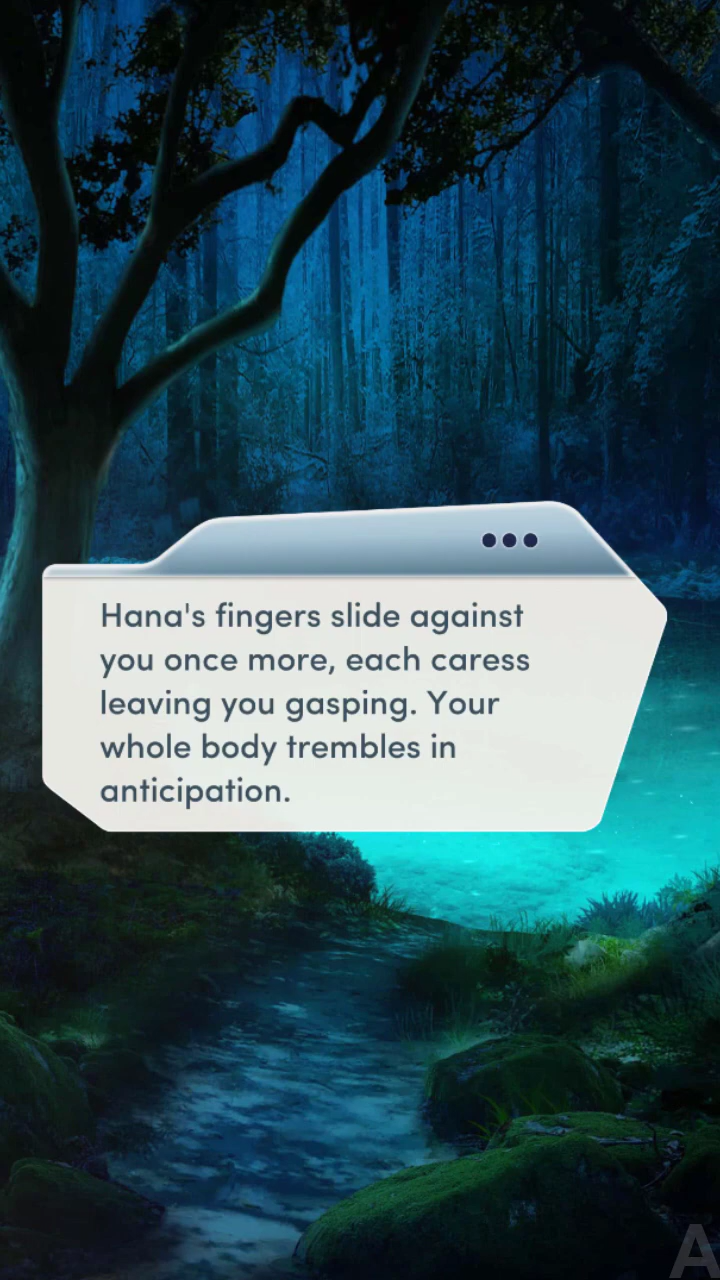 Hana's fingers slide against
you once more, each caress
leaving you gasping. Your
whole body trembles in
anticipation.
A